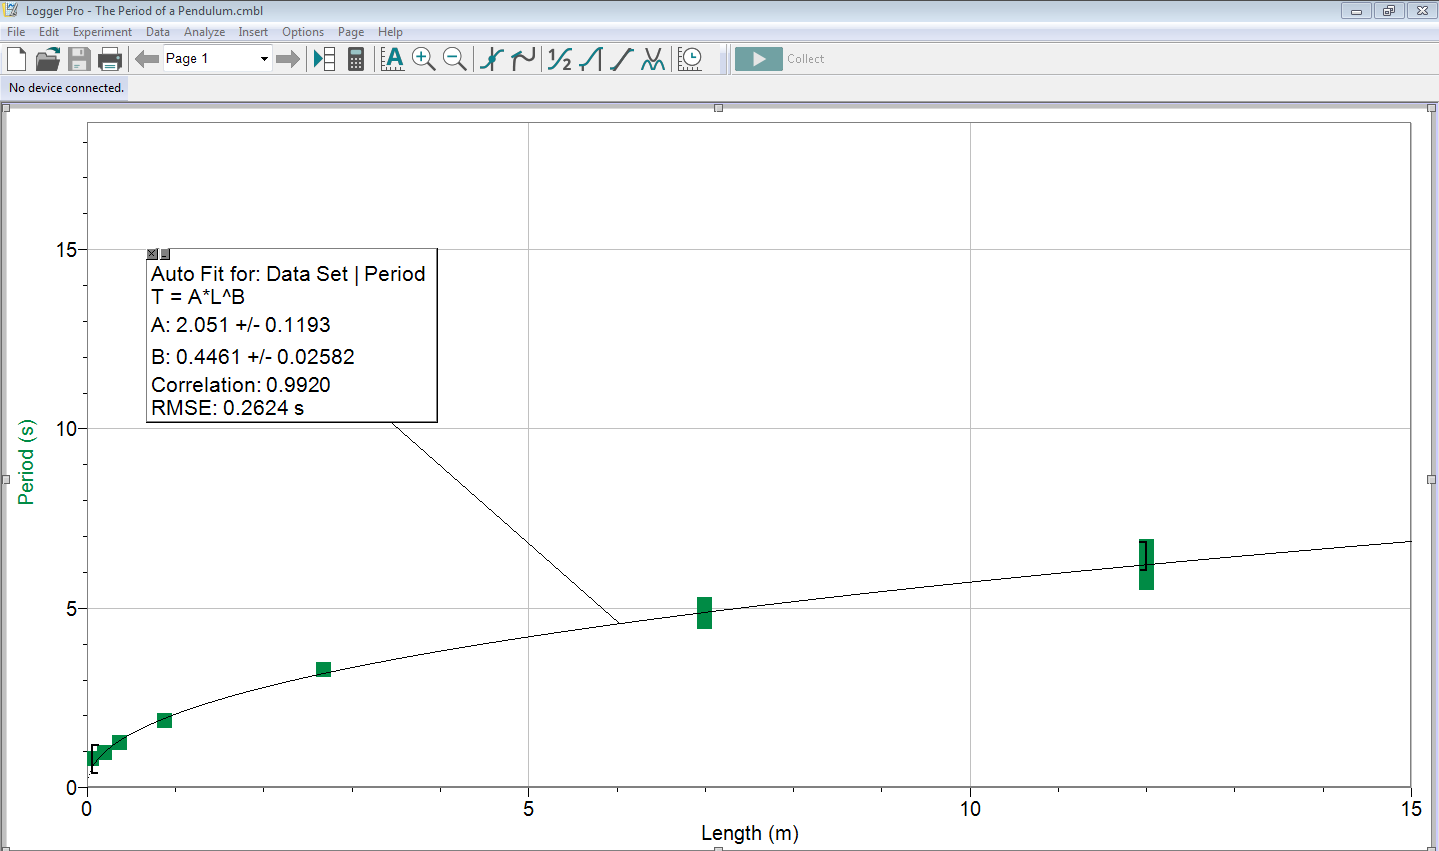 Logger Pro - The Period of a Pendulum.cmbl
File Edit Experiment Data Analyze Insert Options Page Help
Page 1
Collect
No device connected.
15
Auto Fit for: Data Set | Period
T = A*L^B
A: 2.051 +/- 0.1193
B: 0.4461 +/- 0.02582
Correlation: 0.9920
RMSE: 0.2624 s
10
Period (s)
5
0
0 5 10 15
Length (m)